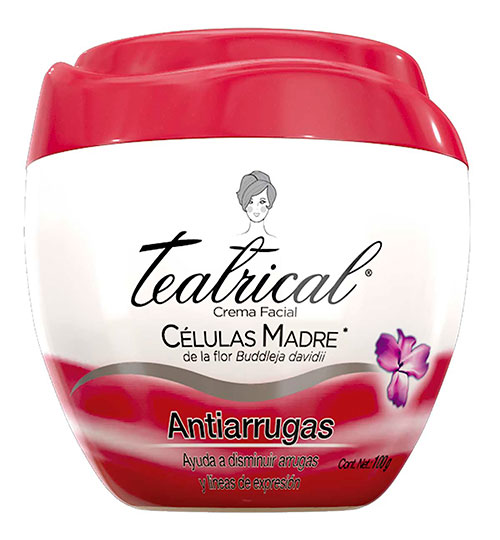 Teatrical®
Crema Facial
CÉLULAS MADRE*
de la flor Buddleja davidii
Antiarrugas
Ayuda a disminuir arrugas
y líneas de expresión
Cont. Net.: 100g